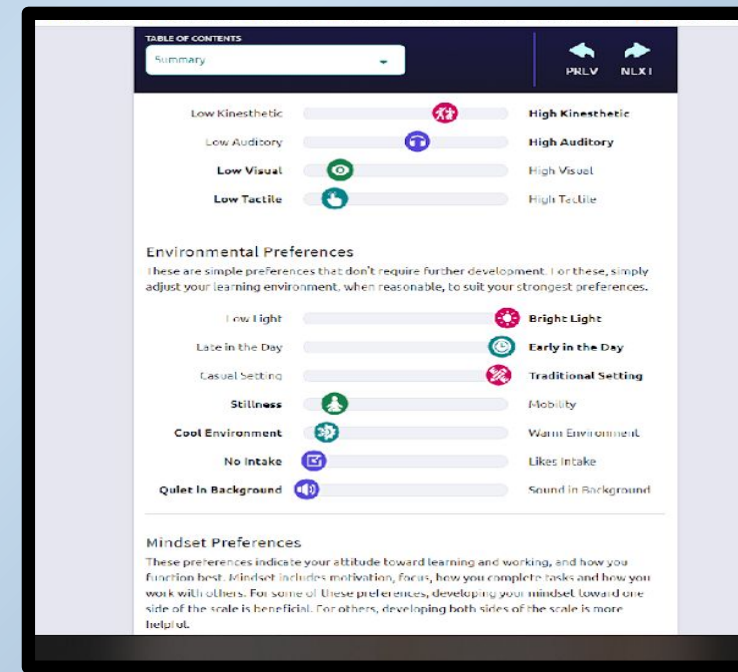 TABLE OF CONTENTS
Summary
PREV NEXT
Low Kinesthetic High Kinesthetic
Low Auditory High Auditory
Low Visual High Visual
Low Tactile High Tactile
Environmental Preferences
These are simple preferences that don't require further development. For these, simply
adjust your learning environment, when reasonable, to suit your strongest preferences.
Low Light Bright Light
Late in the Day Early in the Day
Casual Setting Traditional Setting
Stillness Mobility
Cool Environment Warm Environment
No Intake Likes Intake
Quiet in Background Sound in Background
Mindset Preferences
These preferences indicate your attitude toward learning and working, and how you
function best. Mindset includes motivation, focus, how you complete tasks and how you
work with others. For some of these preferences, developing your mindset toward one
side of the scale is beneficial. For others, developing both sides of the scale is more
helpful.